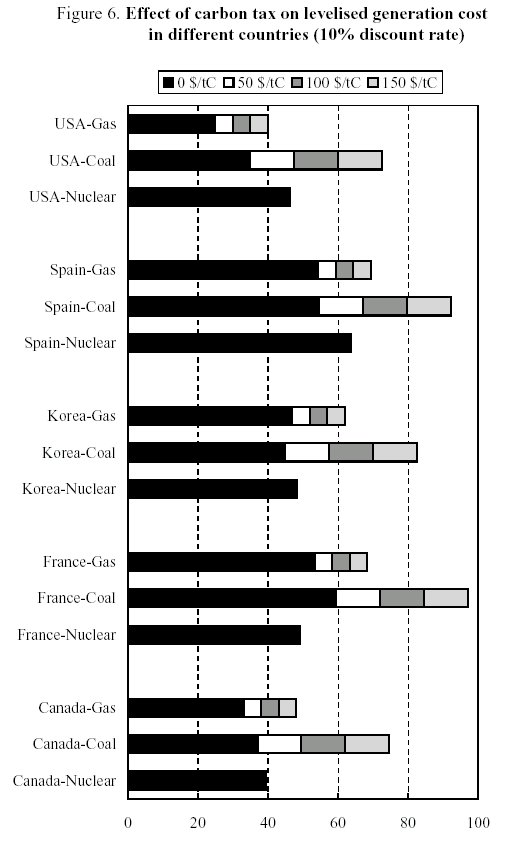 Figure 6. Effect of carbon tax on levelised generation cost
in different countries (10% discount rate)
0 $/tC 50 $/tC 100 $/tC 150 $/tC
USA-Gas
USA-Coal
USA-Nuclear
Spain-Gas
Spain-Coal
Spain-Nuclear
Korea-Gas
Korea-Coal
Korea-Nuclear
France-Gas
France-Coal
France-Nuclear
Canada-Gas
Canada-Coal
Canada-Nuclear
0 20 40 60 80 100